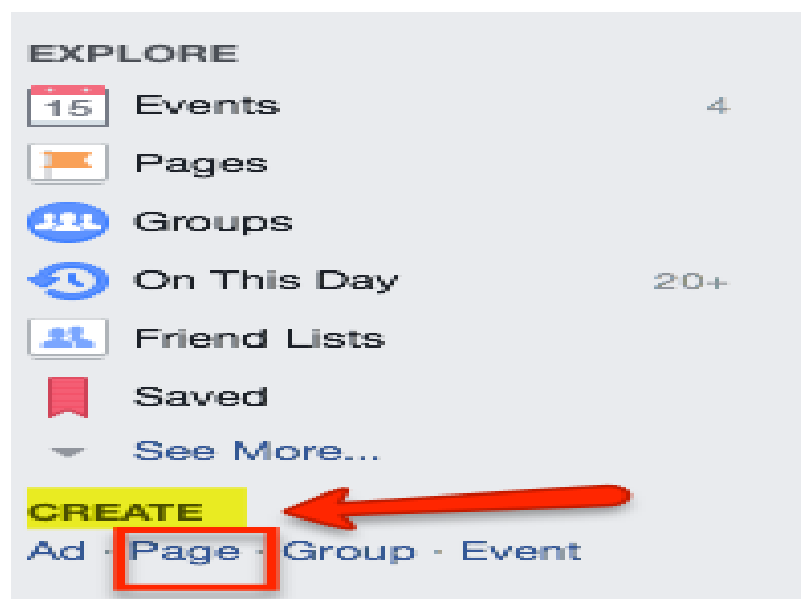 EXPLORE
15 Events 4
Pages
Groups
On This Day 20+
Friend Lists
Saved
See More...
CREATE
Ad · Page · Group · Event